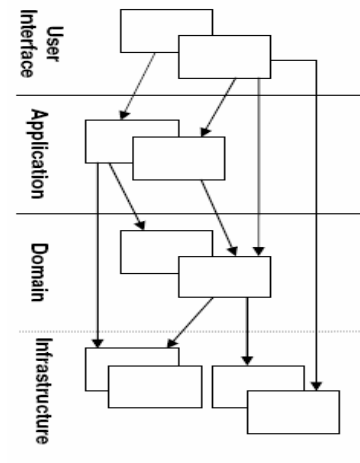 User
Interface
Application
Domain
Infrastructure